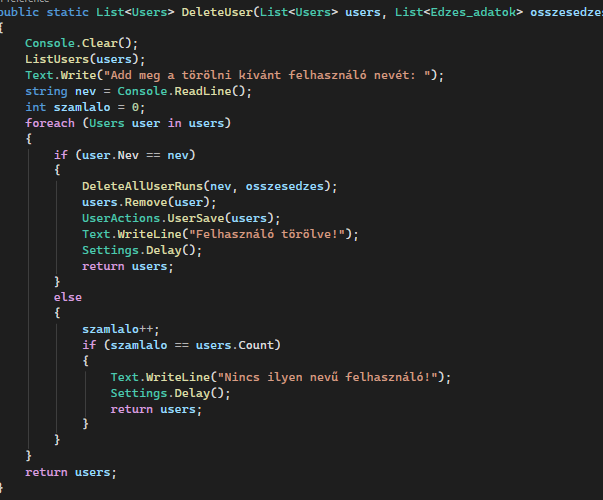 public static List<Users> DeleteUser(List<Users> users, List<Edzes_adatok> osszesedzes
{
    Console.Clear();
    ListUsers(users);
    Text.Write("Add meg a törölni kívánt felhasználó nevét: ");
    string nev = Console.ReadLine();
    int szamlalo = 0;
    foreach (Users user in users)
    {
        if (user.Nev == nev)
        {
            DeleteAllUserRuns(nev, osszesedzes);
            users.Remove(user);
            UserActions.UserSave(users);
            Text.WriteLine("Felhasználó törölve!");
            Settings.Delay();
            return users;
        }
        else
        {
            szamlalo++;
            if (szamlalo == users.Count)
            {
                Text.WriteLine("Nincs ilyen nevű felhasználó!");
                Settings.Delay();
                return users;
            }
        }
    }
    return users;
}